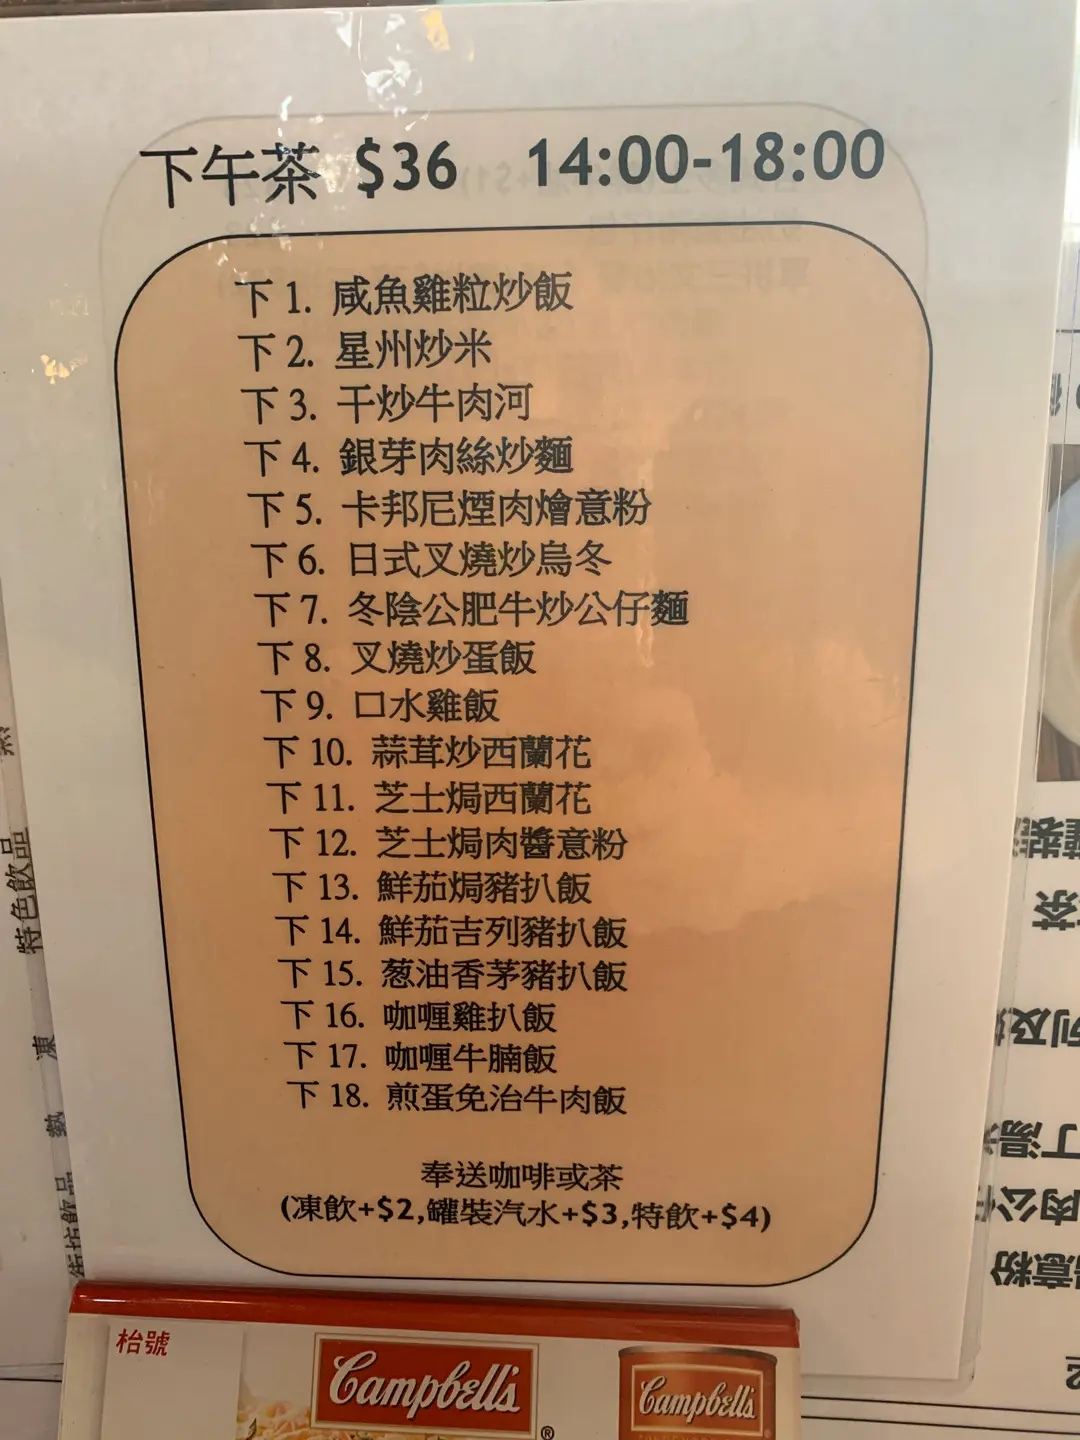 下午茶 $36 14:00-18:00
下 1. 咸魚雞粒炒飯
下 2. 星州炒米
下 3. 干炒牛肉河
下 4. 銀芽肉絲炒麵
下 5. 卡邦尼煙肉燴意粉
下 6. 日式叉燒炒烏冬
下 7. 冬陰公肥牛炒公仔麵
下 8. 叉燒炒蛋飯
下 9. 口水雞飯
下 10. 蒜茸炒西蘭花
下 11. 芝士焗西蘭花
下 12. 芝士焗肉醬意粉
下 13. 鮮茄焗豬扒飯
下 14. 鮮茄吉列豬扒飯
下 15. 葱油香茅豬扒飯
下 16. 咖喱雞扒飯
下 17. 咖喱牛腩飯
下 18. 煎蛋免治牛肉飯
奉送咖啡或茶
(凍飲+$2,罐裝汽水+$3,特飲+$4)
枱號
Campbell's
®
Campbell's
特色飲品
凍
熱
意粉